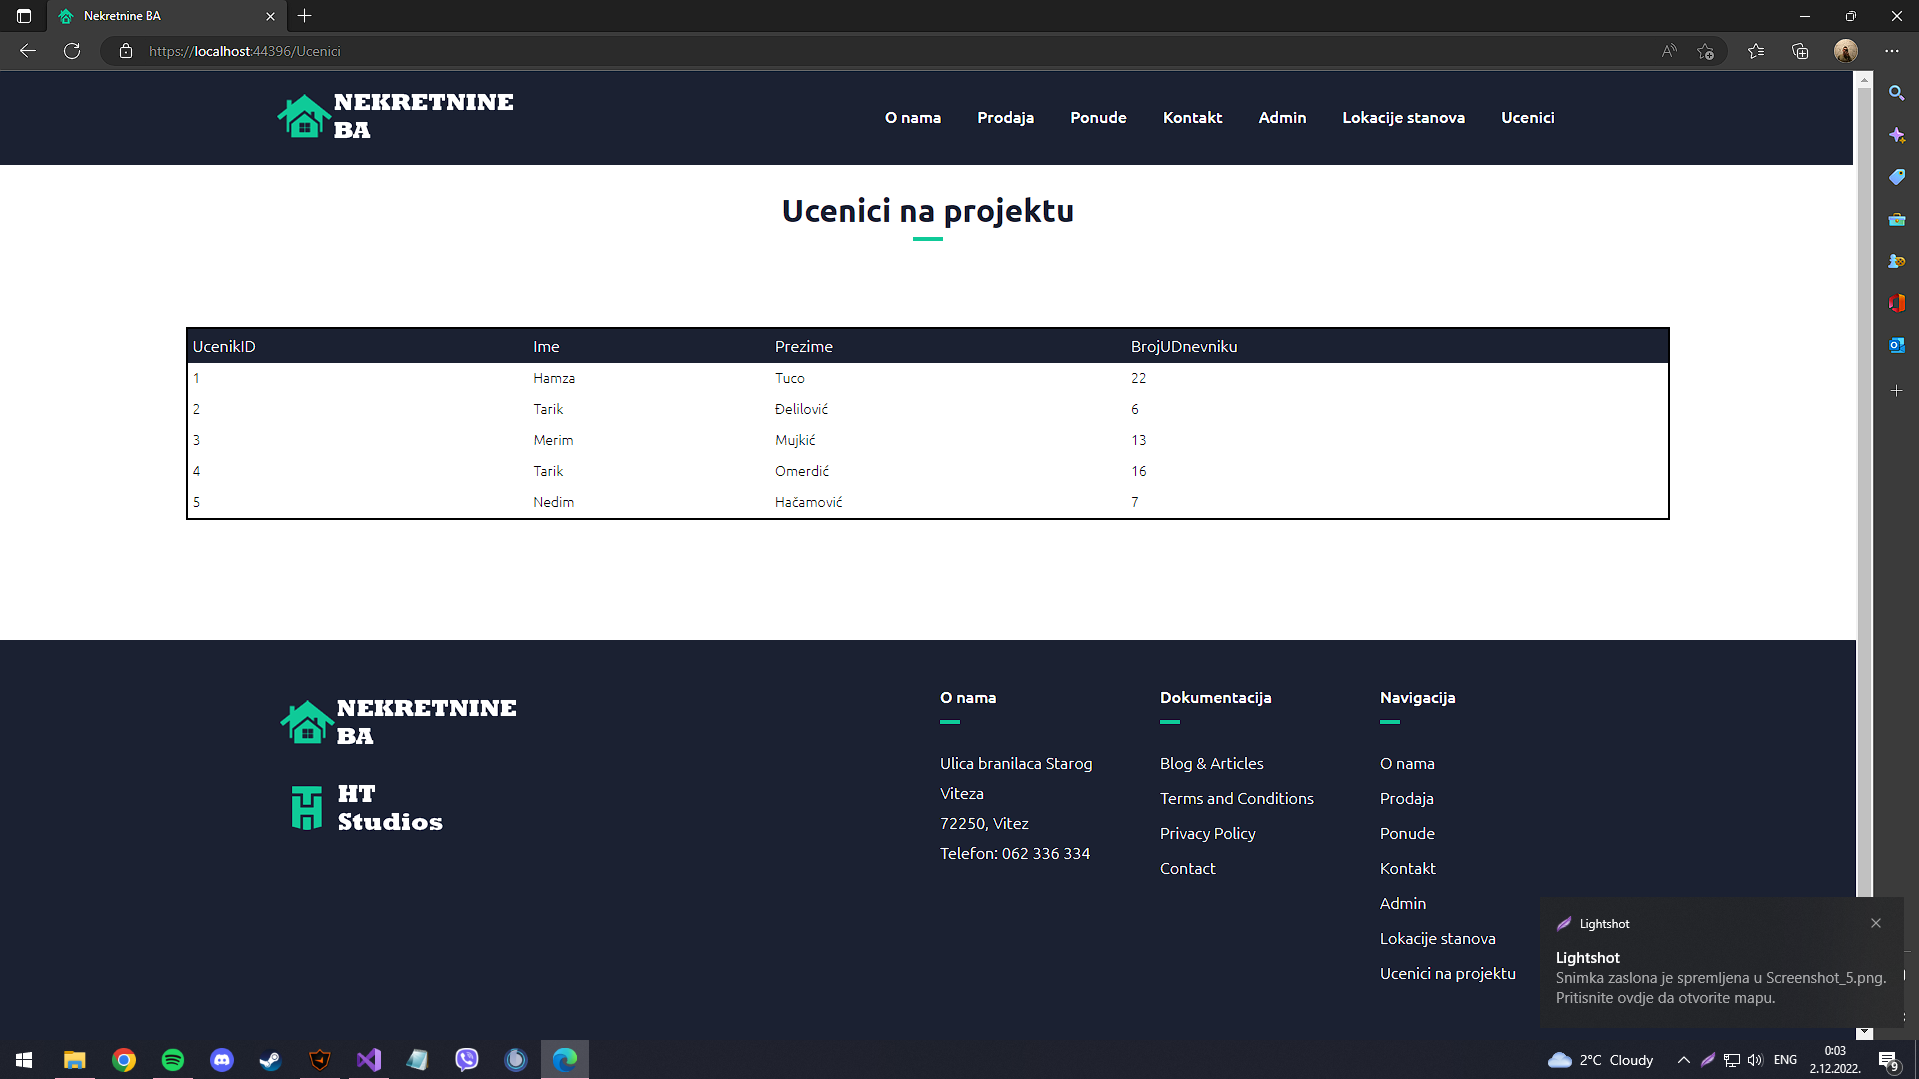 Nekretnine BA
https://localhost:44396/Ucenici
NEKRETNINE
BA
O nama
Prodaja
Ponude
Kontakt
Admin
Lokacije stanova
Ucenici
Ucenici na projektu
UcenikID Ime Prezime BrojUDnevniku
1 Hamza Tuco 22
2 Tarik Đelilović 6
3 Merim Mujkić 13
4 Tarik Omerdić 16
5 Nedim Hačamović 7
NEKRETNINE
BA
HT
Studios
O nama
Ulica branilaca Starog
Viteza
72250, Vitez
Telefon: 062 336 334
Dokumentacija
Blog & Articles
Terms and Conditions
Privacy Policy
Contact
Navigacija
O nama
Prodaja
Ponude
Kontakt
Admin
Lokacije stanova
Ucenici na projektu
Lightshot
Lightshot
Snimka zaslona je spremljena u Screenshot_5.png.
Pritisnite ovdje da otvorite mapu.
2°C Cloudy
ENG
0:03
2.12.2022.
9